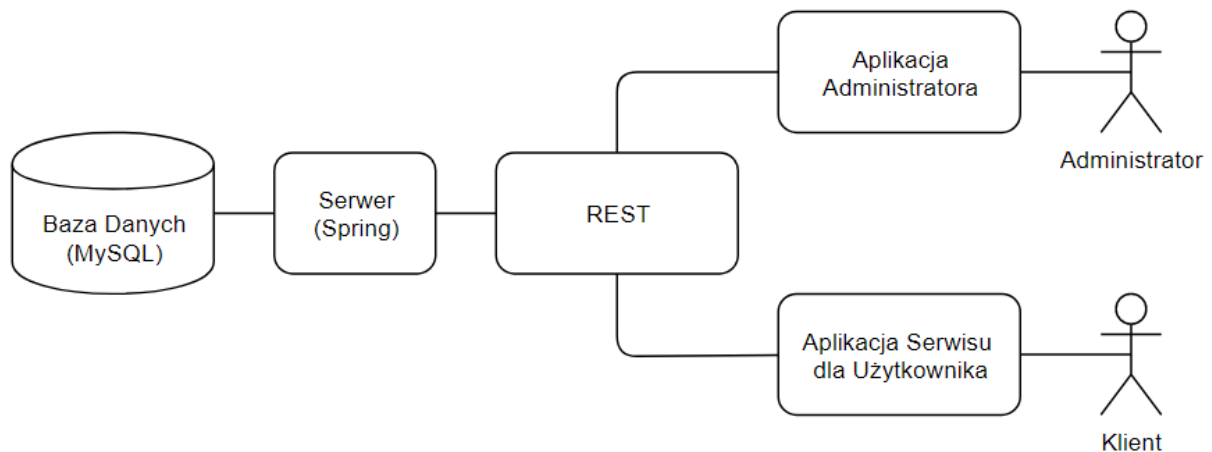 Aplikacja
Administratora
Administrator
Baza Danych
(MySQL)
Serwer
(Spring)
REST
Aplikacja Serwisu
dla Użytkownika
Klient